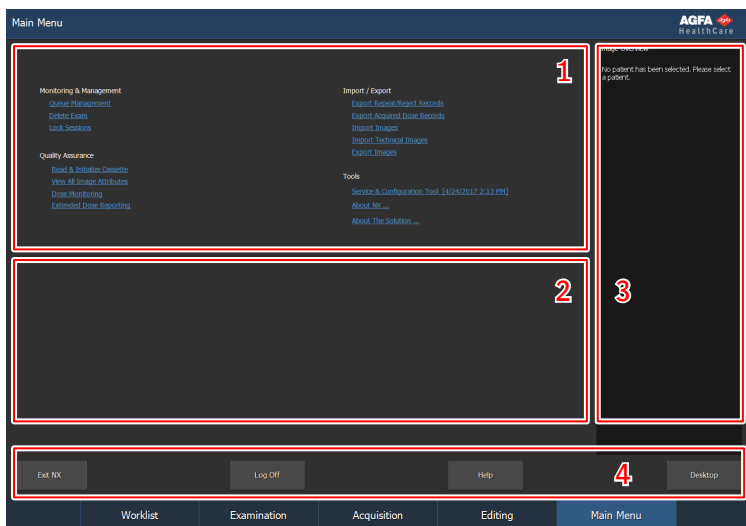 Main Menu
AGFA
HealthCare
1
Image Overview
No patient has been selected. Please select
a patient.
Monitoring & Management
Queue Management
Delete Exam
Lock Sessions
Quality Assurance
Read & Initialize Cassette
View All Image Attributes
Dose Monitoring
Extended Dose Reporting
Import / Export
Export Repeat/Reject Records
Export Acquired Dose Records
Import Images
Import Technical Images
Export Images
Tools
Service & Configuration Tool [4/24/2017 2:13 PM]
About NX ...
About The Solution ...
2
3
4
Exit NX
Log Off
Help
Desktop
Worklist
Examination
Acquisition
Editing
Main Menu